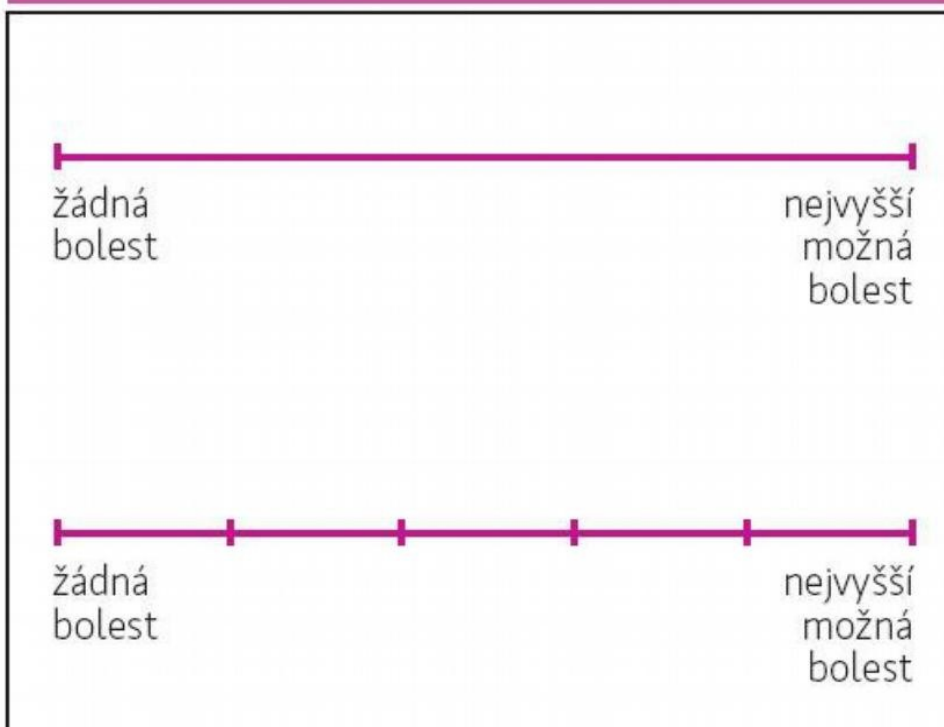 žádná
bolest
nejvyšší
možná
bolest
žádná
bolest
nejvyšší
možná
bolest